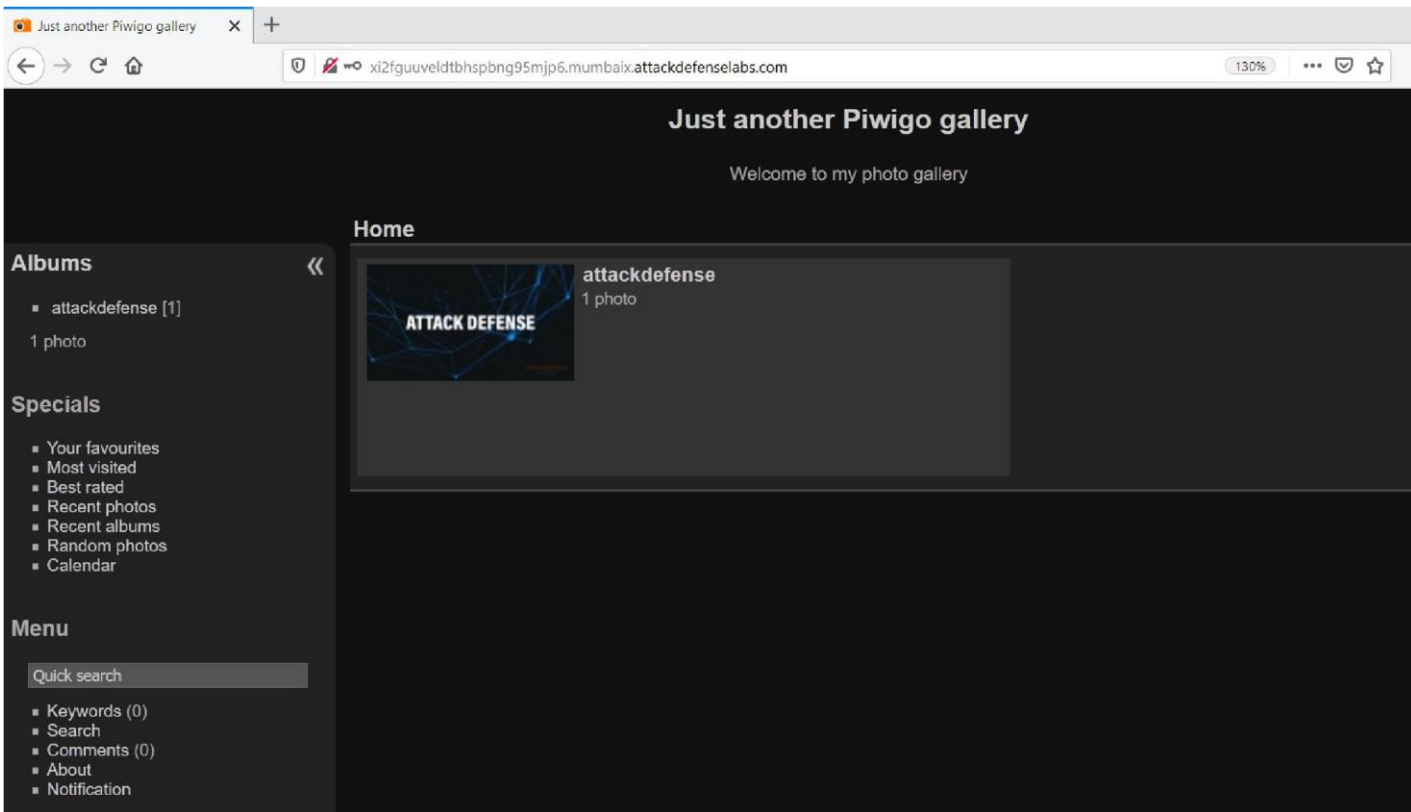 Just another Piwigo gallery
xi2fguuveldtbhspbng95mjp6.mumbaix.attackdefenselabs.com
130%
Just another Piwigo gallery
Welcome to my photo gallery
Home
Albums
attackdefense [1]
1 photo
ATTACK DEFENSE
attackdefense
1 photo
Specials
Your favourites
Most visited
Best rated
Recent photos
Recent albums
Random photos
Calendar
Menu
Quick search
Keywords (0)
Search
Comments (0)
About
Notification